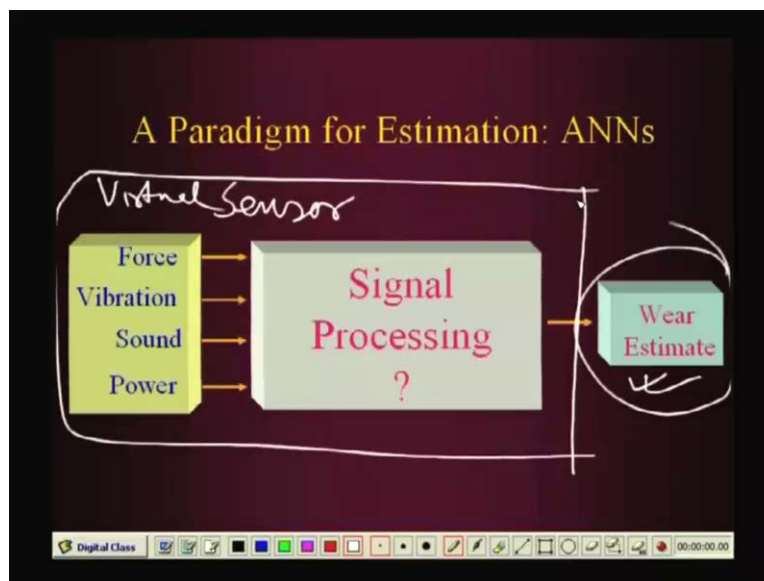 A Paradigm for Estimation: ANNs
Virtual Sensor
Force
Vibration
Sound
Power
Signal
Processing
?
Wear
Estimate
Digital Class
00:00:00.00